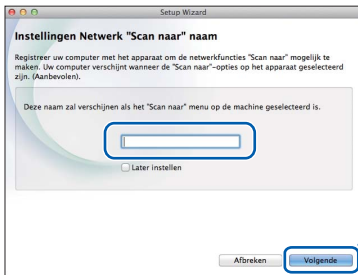 Setup Wizard
Instellingen Netwerk "Scan naar" naam
Registreer uw computer met het apparaat om de netwerkfuncties "Scan naar" mogelijk te
maken. Uw computer verschijnt wanneer de "Scan naar"-opties op het apparaat geselecteerd
zijn. (Aanbevolen).
Deze naam zal verschijnen als het "Scan naar" menu op de machine geselecteerd is.
Later instellen
Afbreken
Volgende